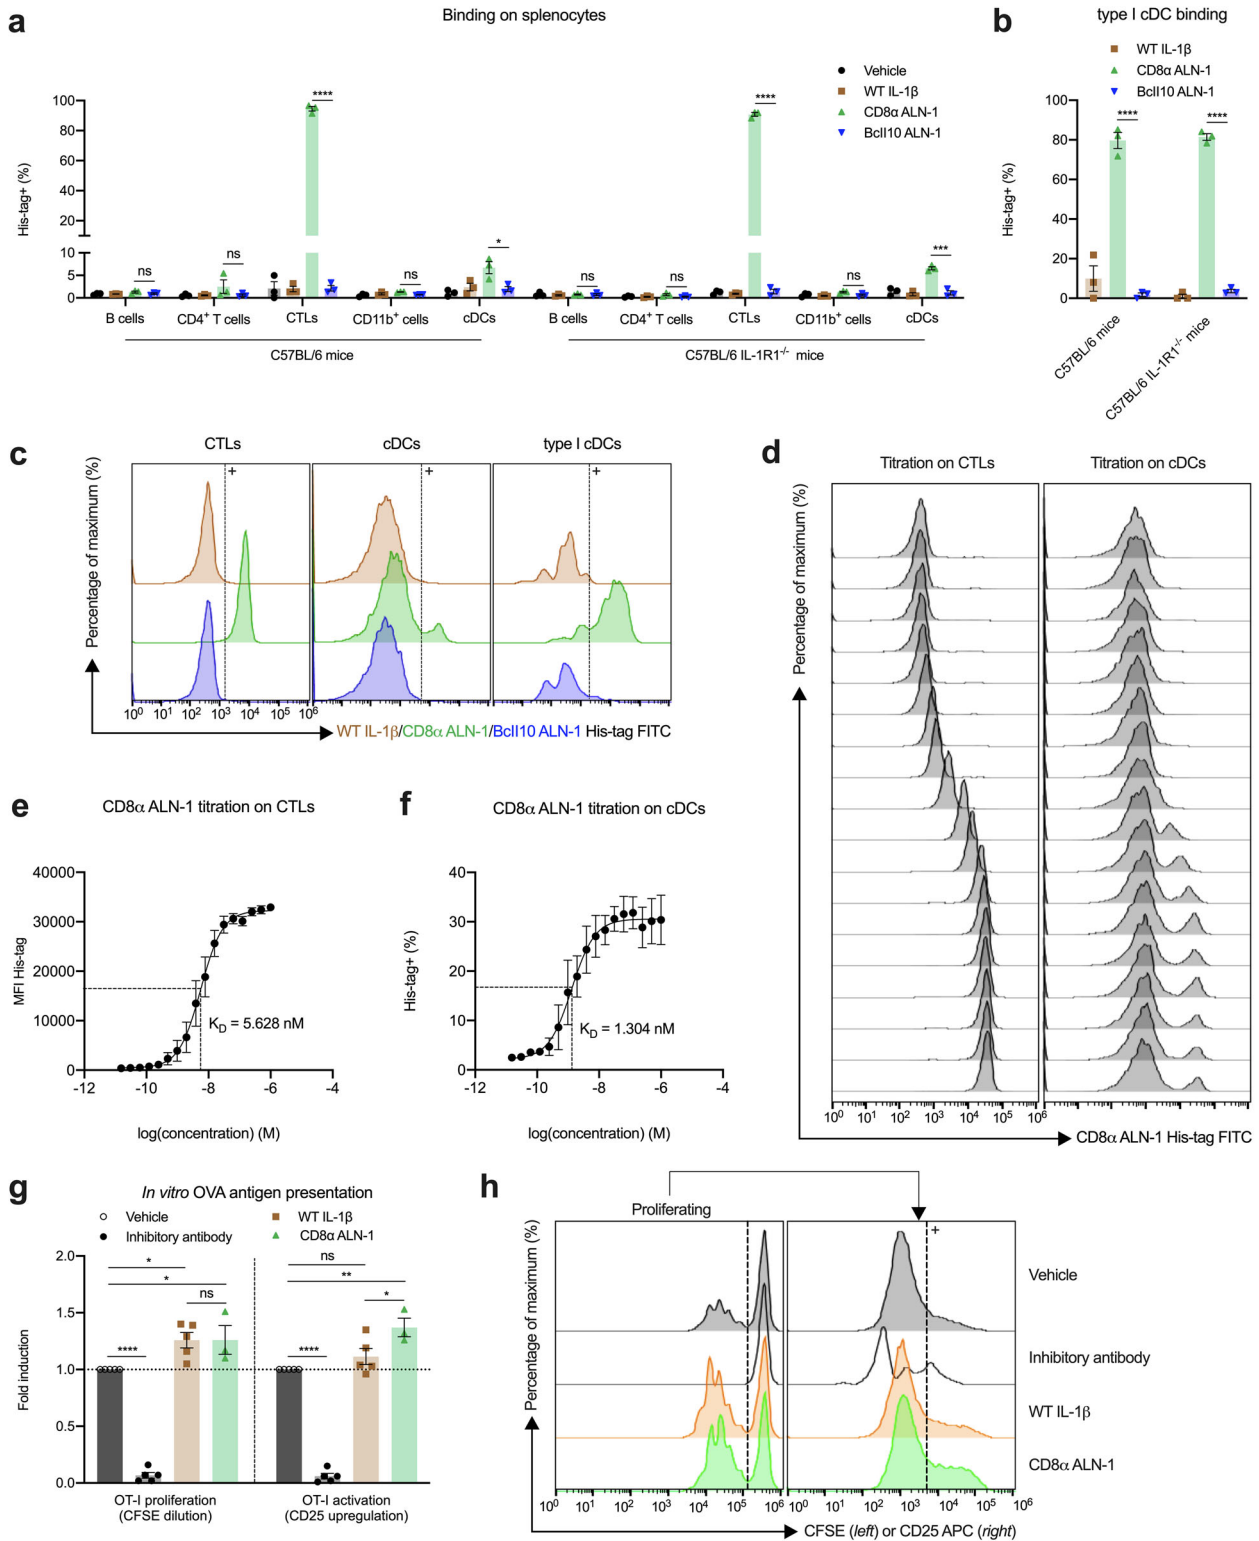 a
Binding on splenocytes
Vehicle
WT IL-1β
CD8α ALN-1
BcII10 ALN-1
His-tag+ (%)
100
80
60
40
20
10
5
0
ns
ns
****
ns
*
ns
ns
****
ns
***
B cells
CD4+ T cells
CTLs
CD11b+ cells
cDCs
B cells
CD4+ T cells
CTLs
CD11b+ cells
cDCs
C57BL/6 mice
C57BL/6 IL-1R1-/- mice
b
type I cDC binding
WT IL-1β
CD8α ALN-1
BcII10 ALN-1
His-tag+ (%)
100
80
60
40
20
0
****
****
C57BL/6 mice
C57BL/6 IL-1R1-/- mice
c
CTLs
cDCs
type I cDCs
+
+
+
Percentage of maximum (%)
100 101 102 103 104 105 106
WT IL-1β/CD8α ALN-1/BcII10 ALN-1 His-tag FITC
d
Titration on CTLs
Titration on cDCs
Percentage of maximum (%)
100 101 102 103 104 105 106
CD8α ALN-1 His-tag FITC
e
CD8α ALN-1 titration on CTLs
MFI His-tag
40000
30000
20000
10000
0
KD = 5.628 nM
-12 -10 -8 -6 -4
log(concentration) (M)
f
CD8α ALN-1 titration on cDCs
His-tag+ (%)
40
30
20
10
0
KD = 1.304 nM
-12 -10 -8 -6 -4
log(concentration) (M)
g
In vitro OVA antigen presentation
Vehicle
WT IL-1β
Inhibitory antibody
CD8α ALN-1
Fold induction
2.0
1.5
1.0
0.5
0.0
*
*
ns
****
ns
**
*
****
OT-I proliferation
(CFSE dilution)
OT-I activation
(CD25 upregulation)
h
Proliferating
+
Percentage of maximum (%)
Vehicle
Inhibitory antibody
WT IL-1β
CD8α ALN-1
100 101 102 103 104 105 106
100 102 103 104 105 106
CFSE (left) or CD25 APC (right)